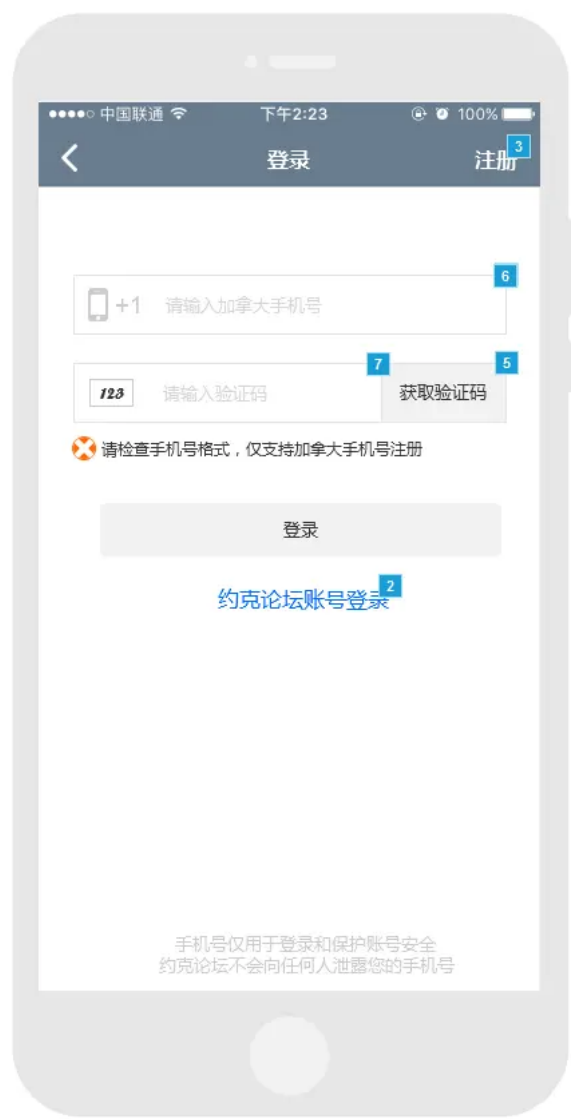 中国联通 下午2:23 100%
登录 注册 3
6
+1 请输入加拿大手机号
7 5
123 请输入验证码 获取验证码
请检查手机号格式，仅支持加拿大手机号注册
登录
2
约克论坛账号登录
手机号仅用于登录和保护账号安全
约克论坛不会向任何人泄露您的手机号